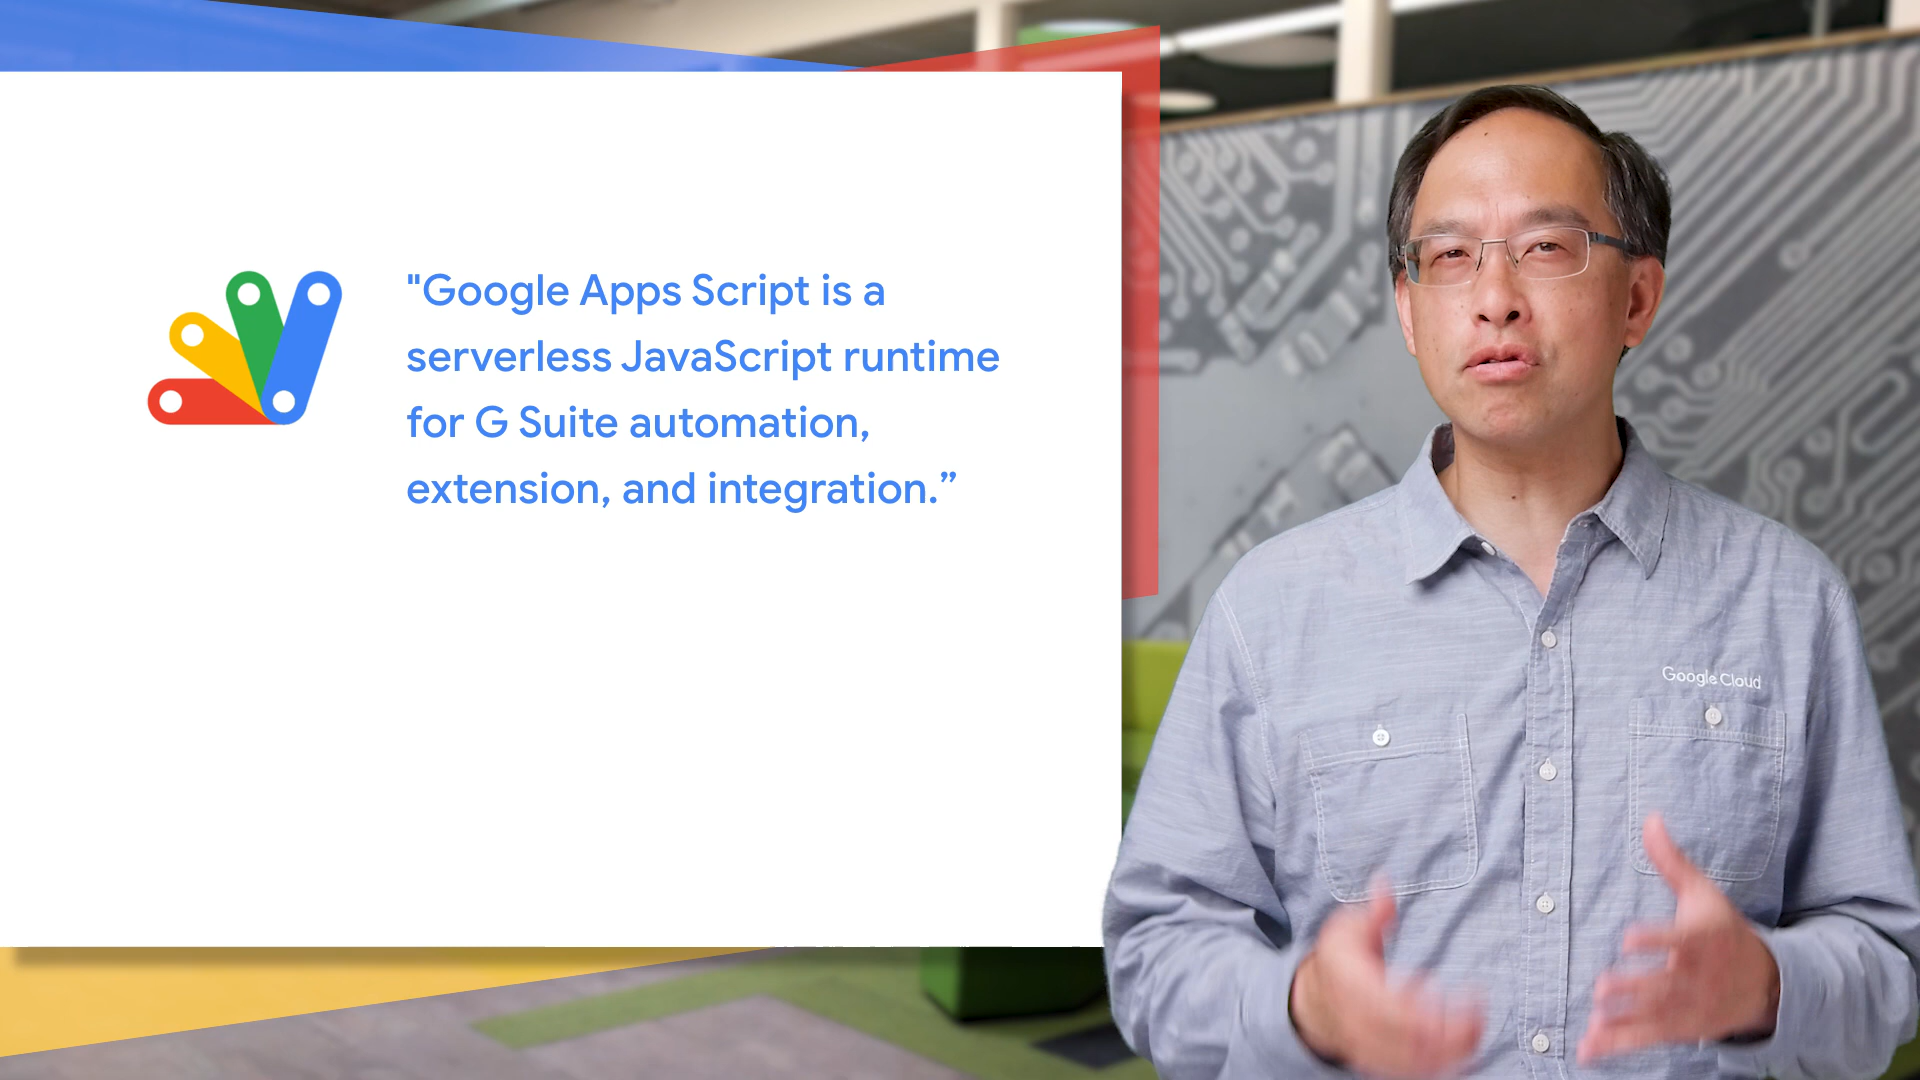 "Google Apps Script is a
serverless JavaScript runtime
for G Suite automation,
extension, and integration.”
Google Cloud